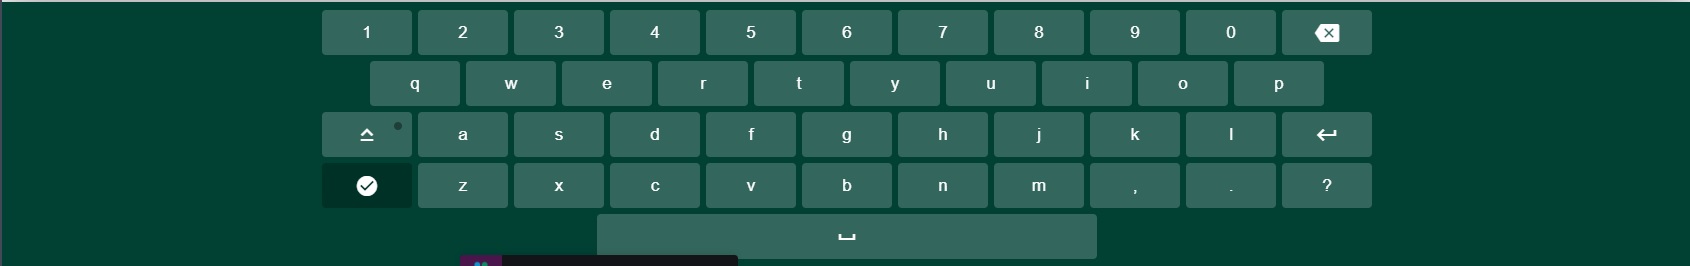 1 2 3 4 5 6 7 8 9 0
q w e r t y u i o p
a s d f g h j k l
z x c v b n m , . ?